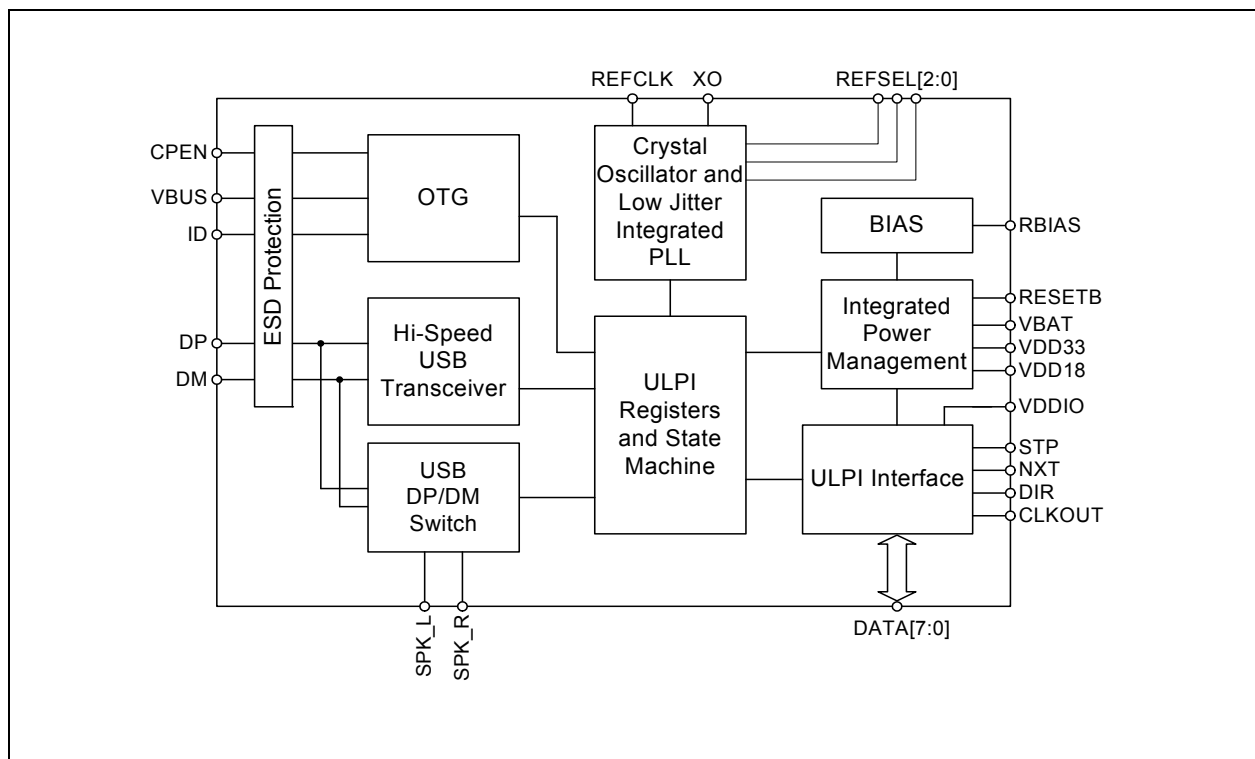 REFCLK XO REFSEL[2:0]
CPEN
VBUS
ID
DP
DM
ESD Protection
OTG
Hi-Speed
USB
Transceiver
USB
DP/DM
Switch
SPK_L
SPK_R
Crystal
Oscillator and
Low Jitter
Integrated
PLL
ULPI
Registers
and State
Machine
BIAS
Integrated
Power
Management
ULPI Interface
RBIAS
RESETB
VBAT
VDD33
VDD18
VDDIO
STP
NXT
DIR
CLKOUT
DATA[7:0]